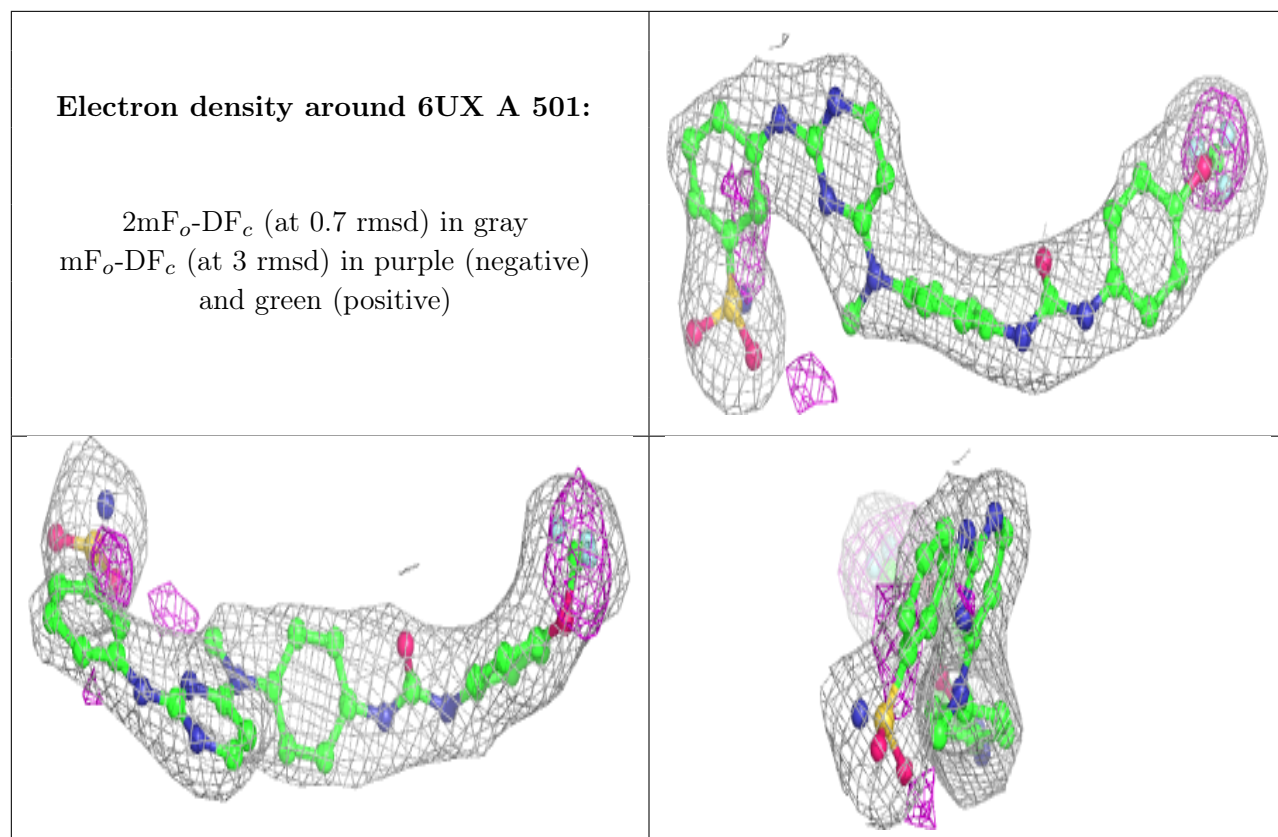 Electron density around 6UX A 501:
2mFₒ-DF𝒸 (at 0.7 rmsd) in gray
mFₒ-DF𝒸 (at 3 rmsd) in purple (negative)
and green (positive)